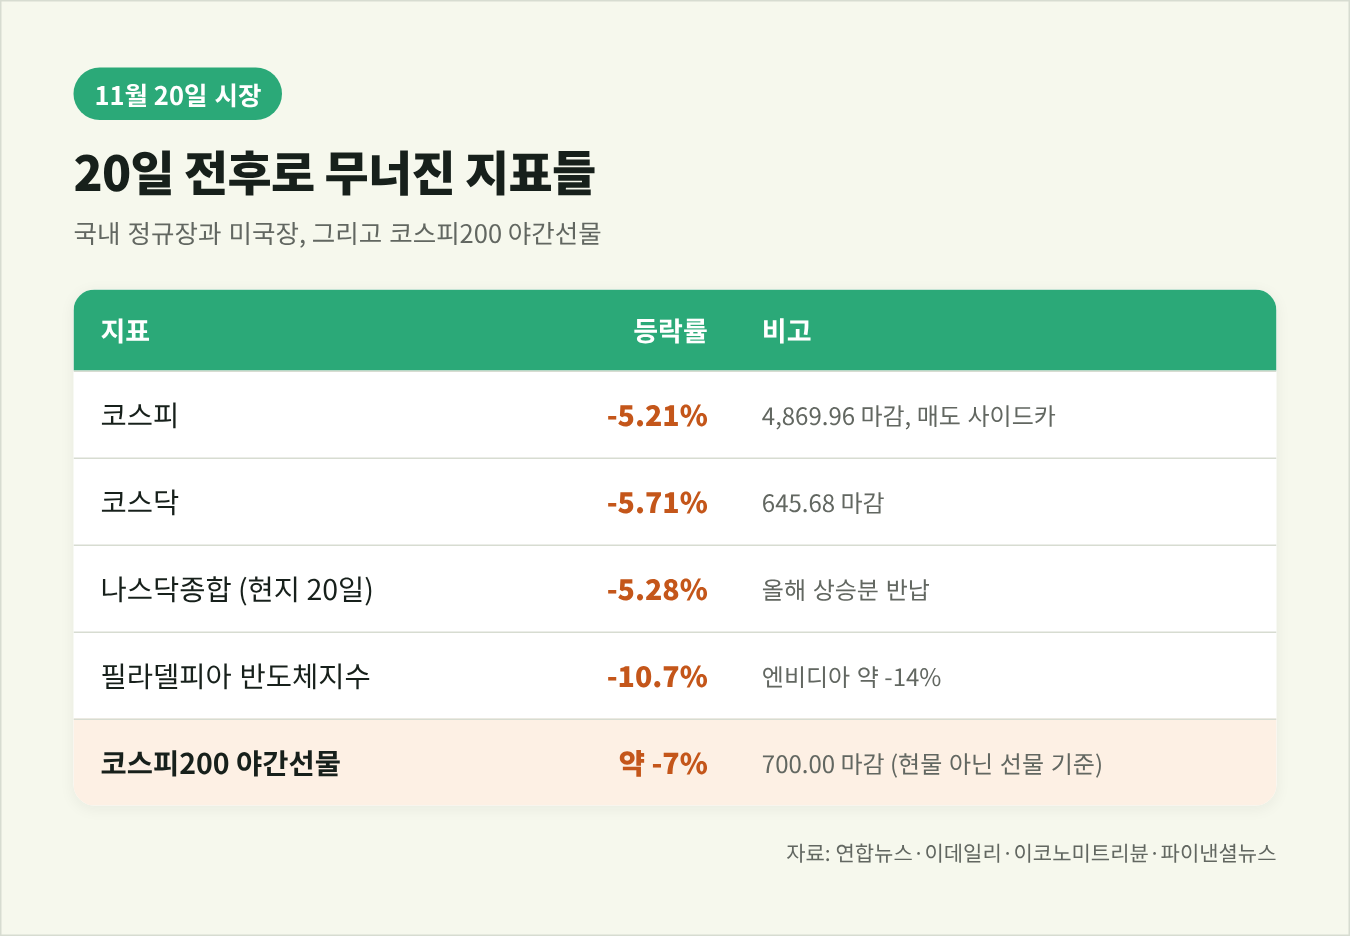 11월 20일 시장
20일 전후로 무너진 지표들
국내 정규장과 미국장, 그리고 코스피200 야간선물
지표 등락률 비고
코스피 -5.21% 4,869.96 마감, 매도 사이드카
코스닥 -5.71% 645.68 마감
나스닥종합 (현지 20일) -5.28% 올해 상승분 반납
필라델피아 반도체지수 -10.7% 엔비디아 약 -14%
코스피200 야간선물 약 -7% 700.00 마감 (현물 아닌 선물 기준)
자료: 연합뉴스·이데일리·이코노미트리뷴·파이낸셜뉴스